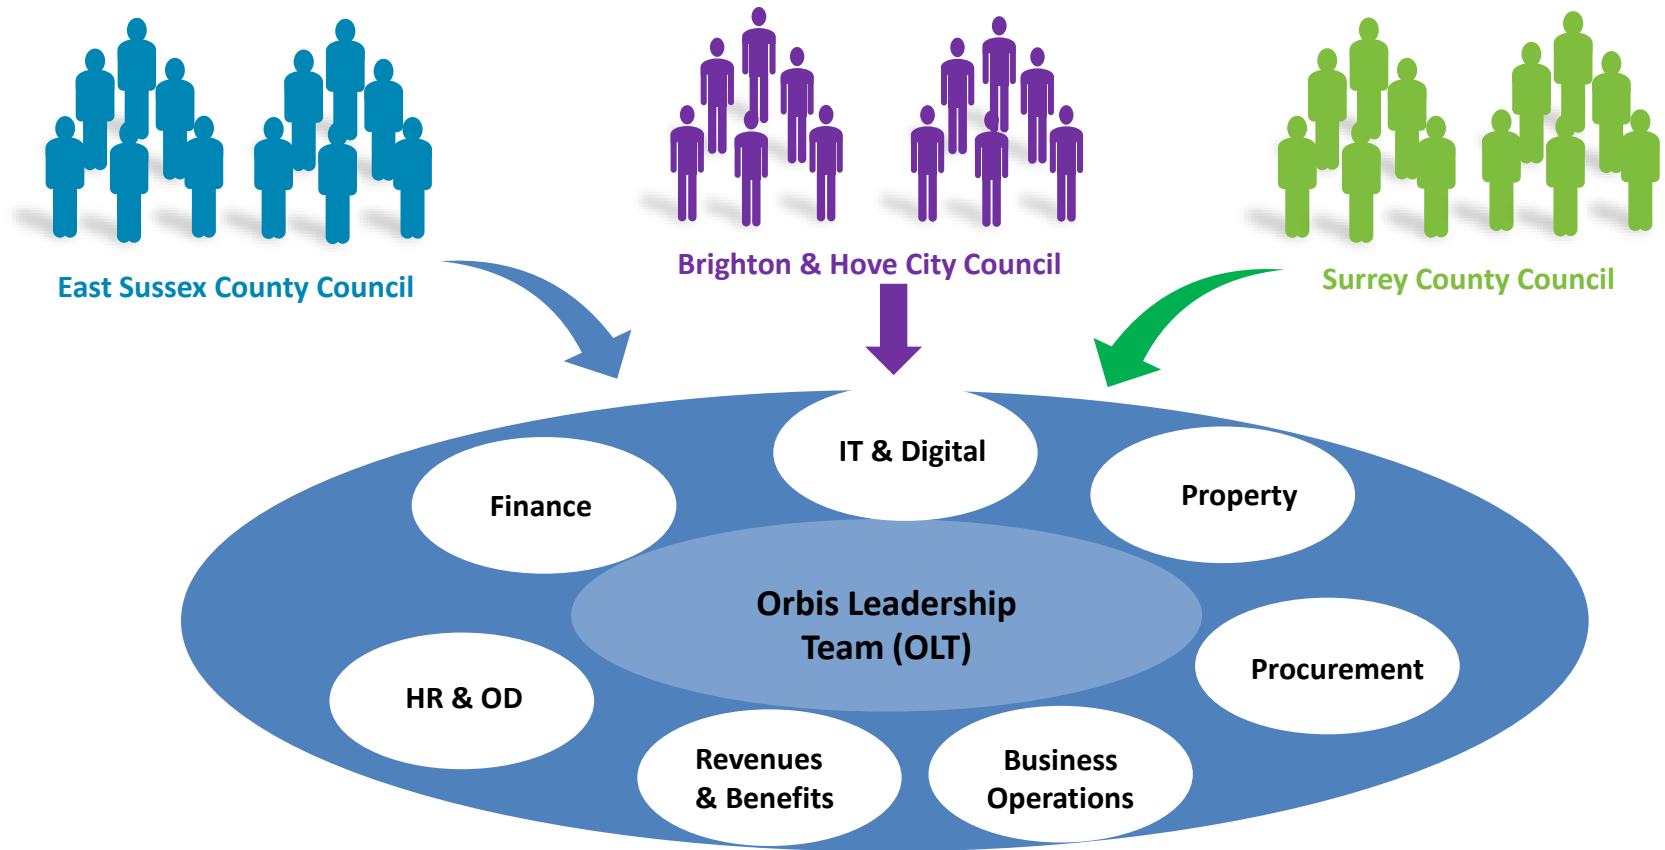 East Sussex County Council
Brighton & Hove City Council
Surrey County Council
IT & Digital
Finance
Property
Orbis Leadership
Team (OLT)
HR & OD
Procurement
Revenues
& Benefits
Business
Operations